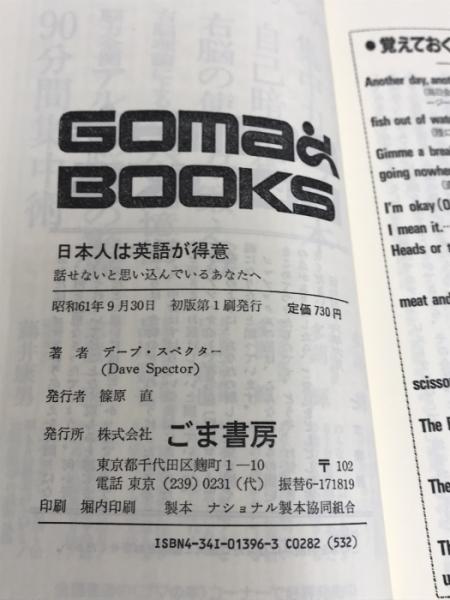 GOMA
BOOKS
日本人は英語が得意
話せないと思い込んでいるあなたへ
昭和61年9月30日 初版第1刷発行 定価730円
著者 デーブ・スペクター
(Dave Spector)
発行者 篠原 直
発行所 株式会社 ごま書房
東京都千代田区麹町1−10 〒102
電話 東京 (239) 0231 (代) 振替6-171819
印刷 堀内印刷 製本 ナショナル製本協同組合
ISBN4-341-01396-3 C0282 (532)
●覚えておく
Another day, ano
fish out of wate
Gimme a brea
going nowhe
I'm okay (O
I mean it.…
Heads or t
meat and
scissor
The
The
Th
u